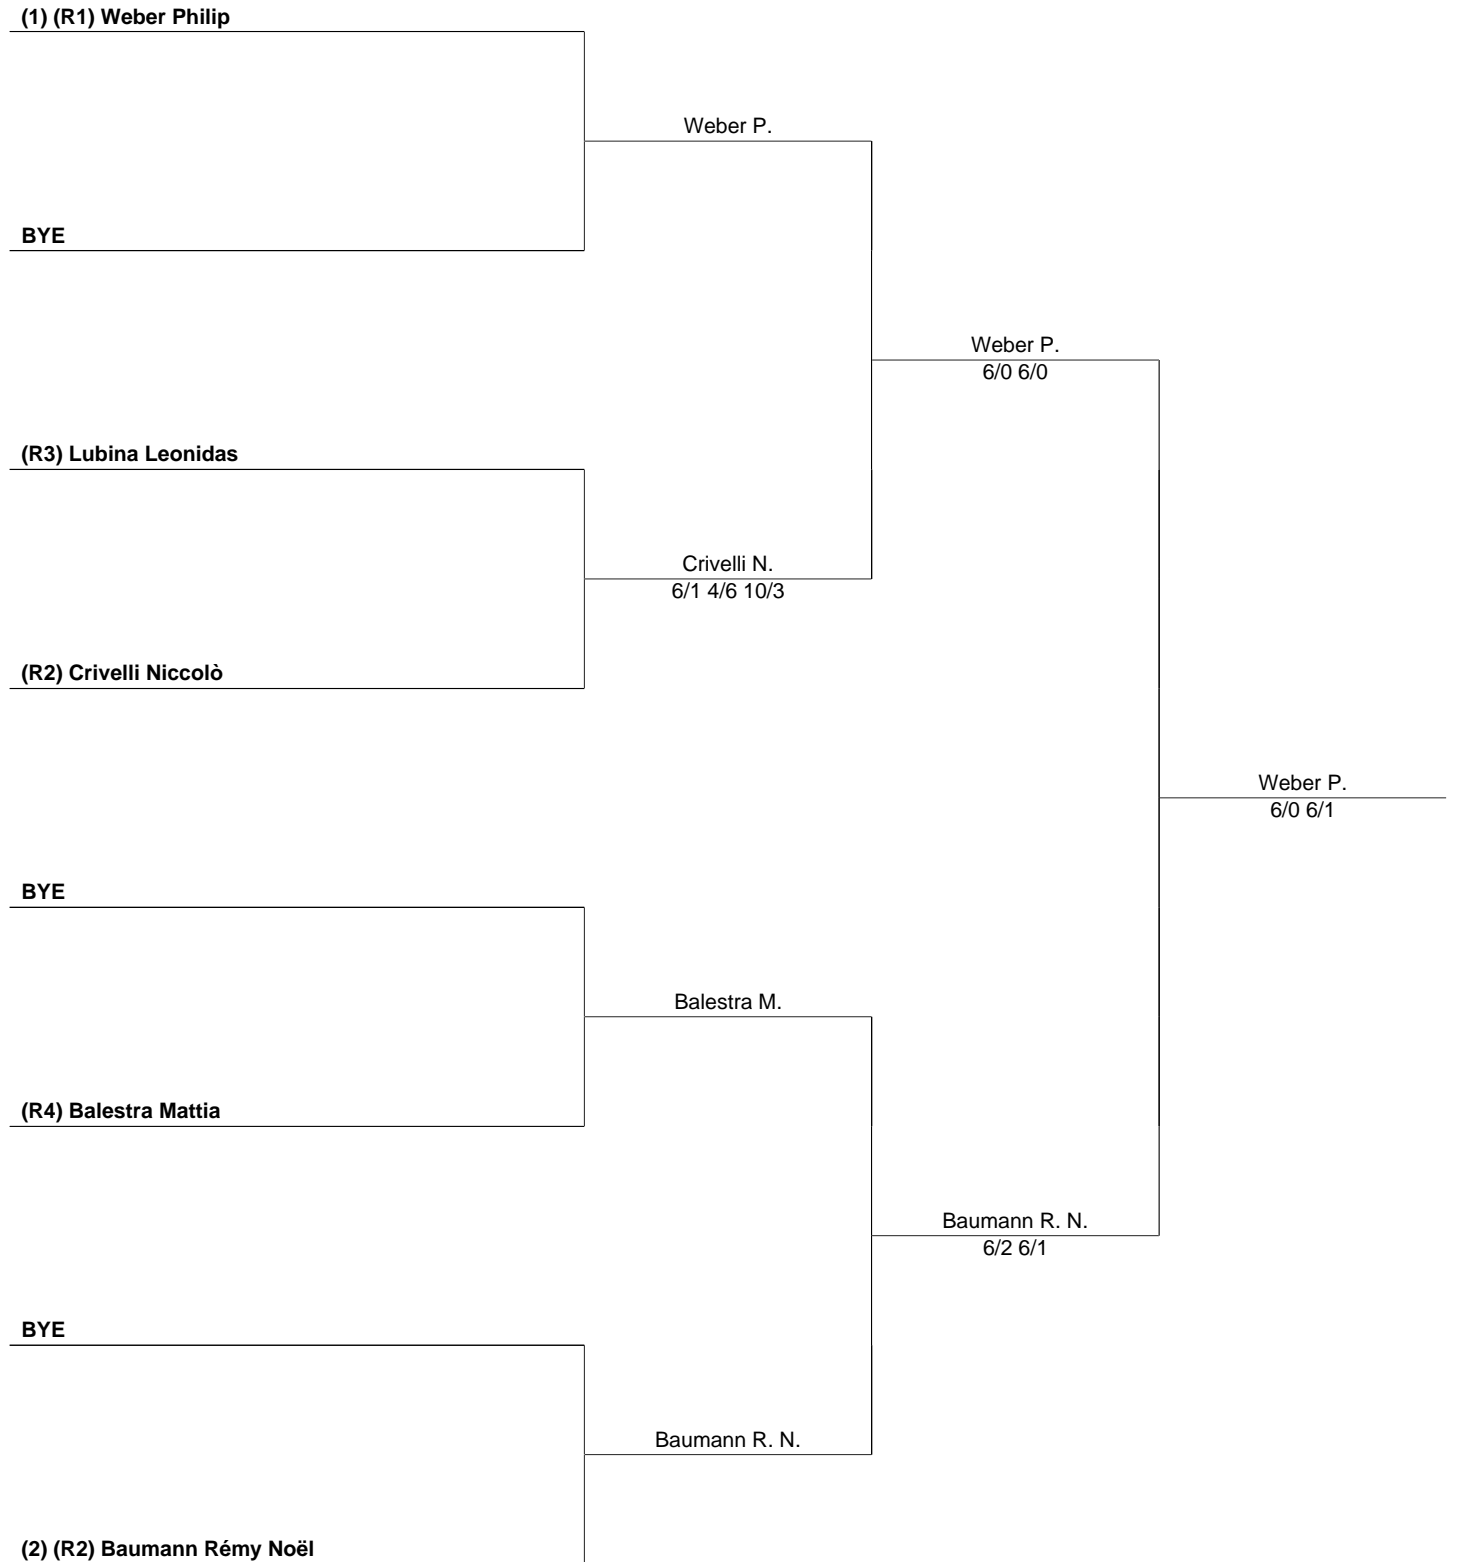 (1) (R1) Weber Philip
Weber P.
BYE
Weber P.
6/0 6/0
(R3) Lubina Leonidas
Crivelli N.
6/1 4/6 10/3
(R2) Crivelli Niccolò
Weber P.
6/0 6/1
BYE
Balestra M.
(R4) Balestra Mattia
Baumann R. N.
6/2 6/1
BYE
Baumann R. N.
(2) (R2) Baumann Rémy Noël